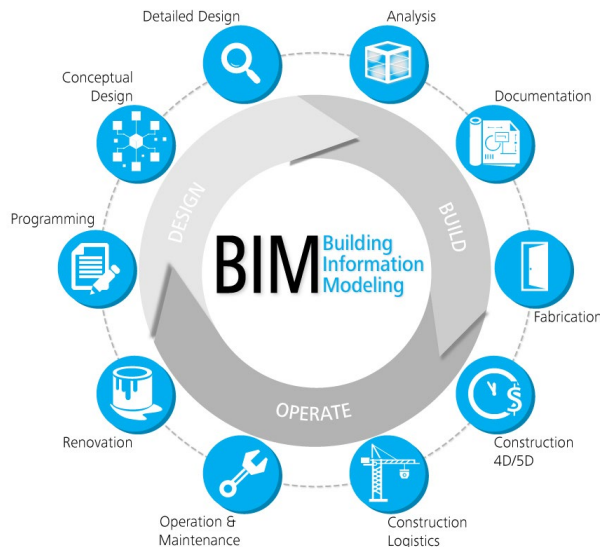 Detailed Design
Analysis
Conceptual
Design
Documentation
Programming
DESIGN
BUILD
BIM
Building
Information
Modeling
Fabrication
OPERATE
Renovation
Construction
4D/5D
Operation &
Maintenance
Construction
Logistics
$